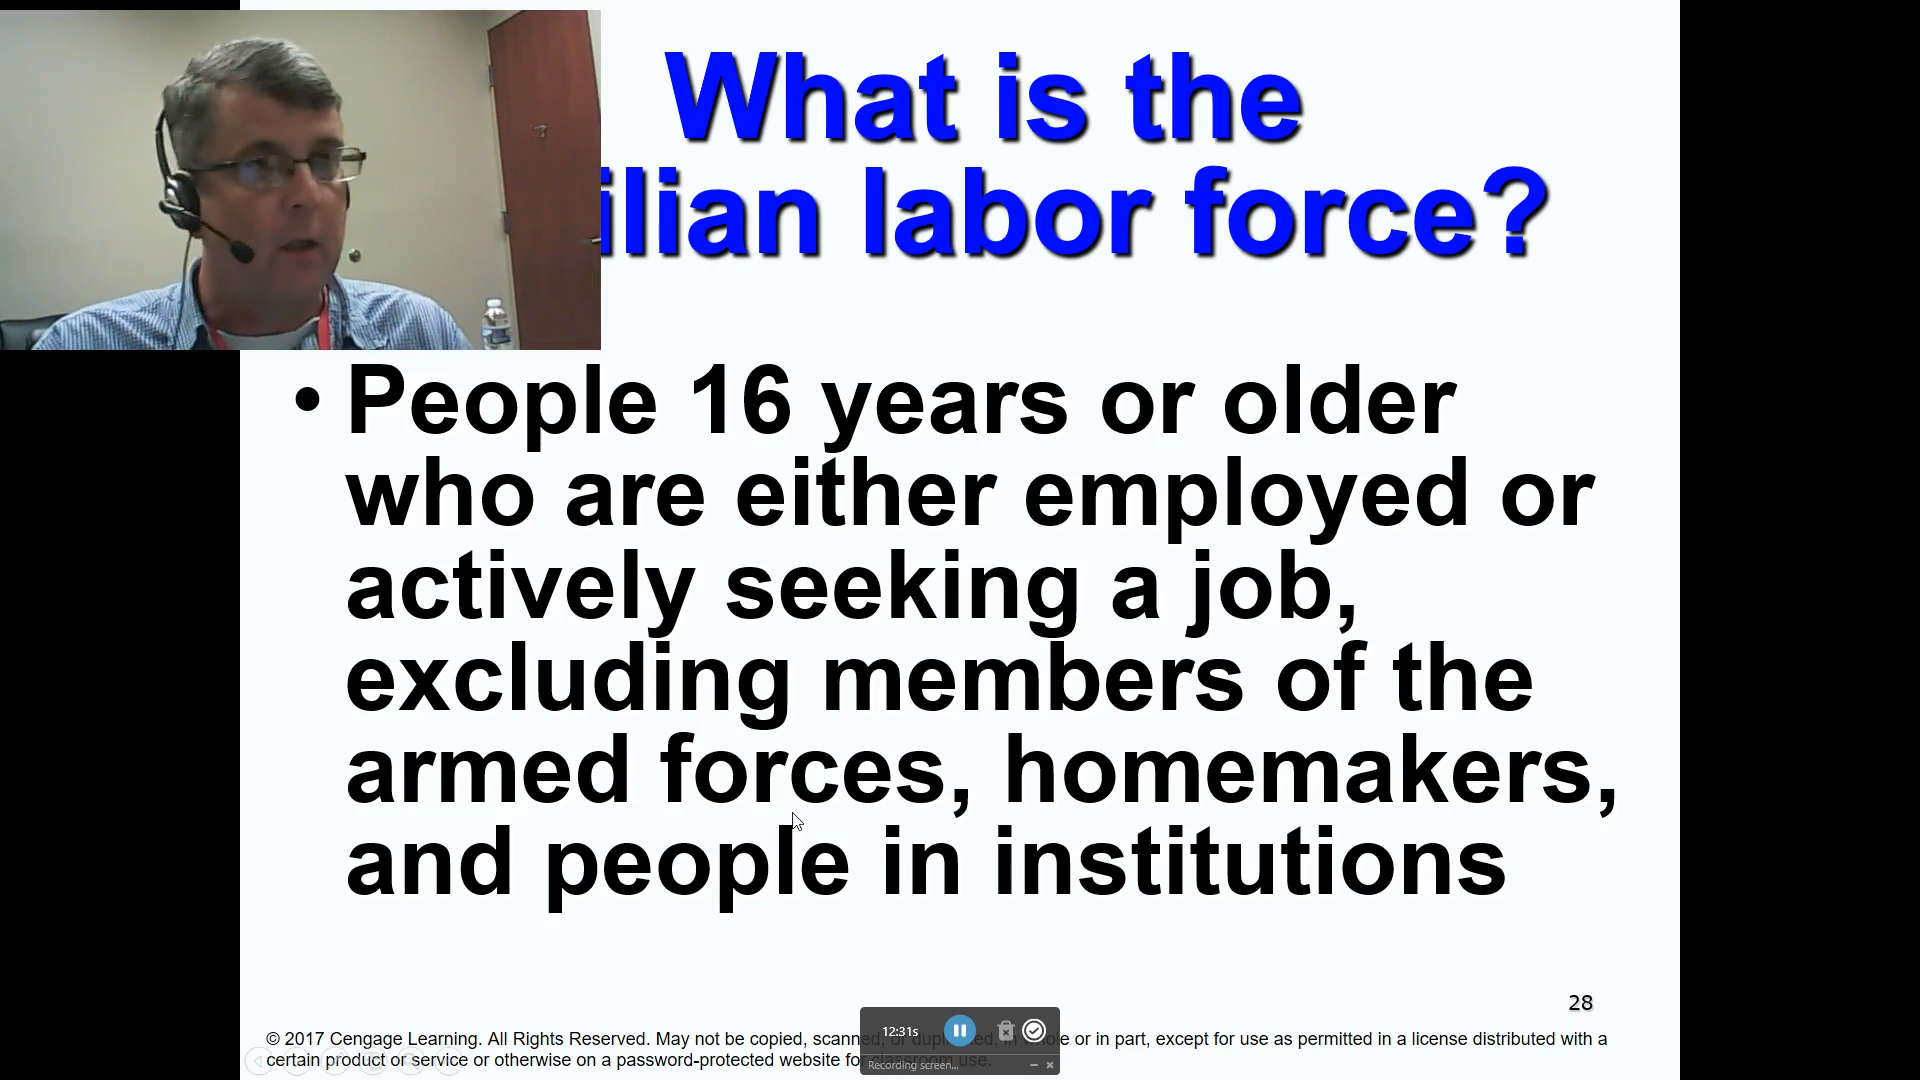 What is the
ilian labor force?
• People 16 years or older
who are either employed or
actively seeking a job,
excluding members of the
armed forces, homemakers,
and people in institutions
28
© 2017 Cengage Learning. All Rights Reserved. May not be copied, scanned, or duplicated, in whole or in part, except for use as permitted in a license distributed with a
certain product or service or otherwise on a password-protected website for classroom use.
12:31s
Recording screen...